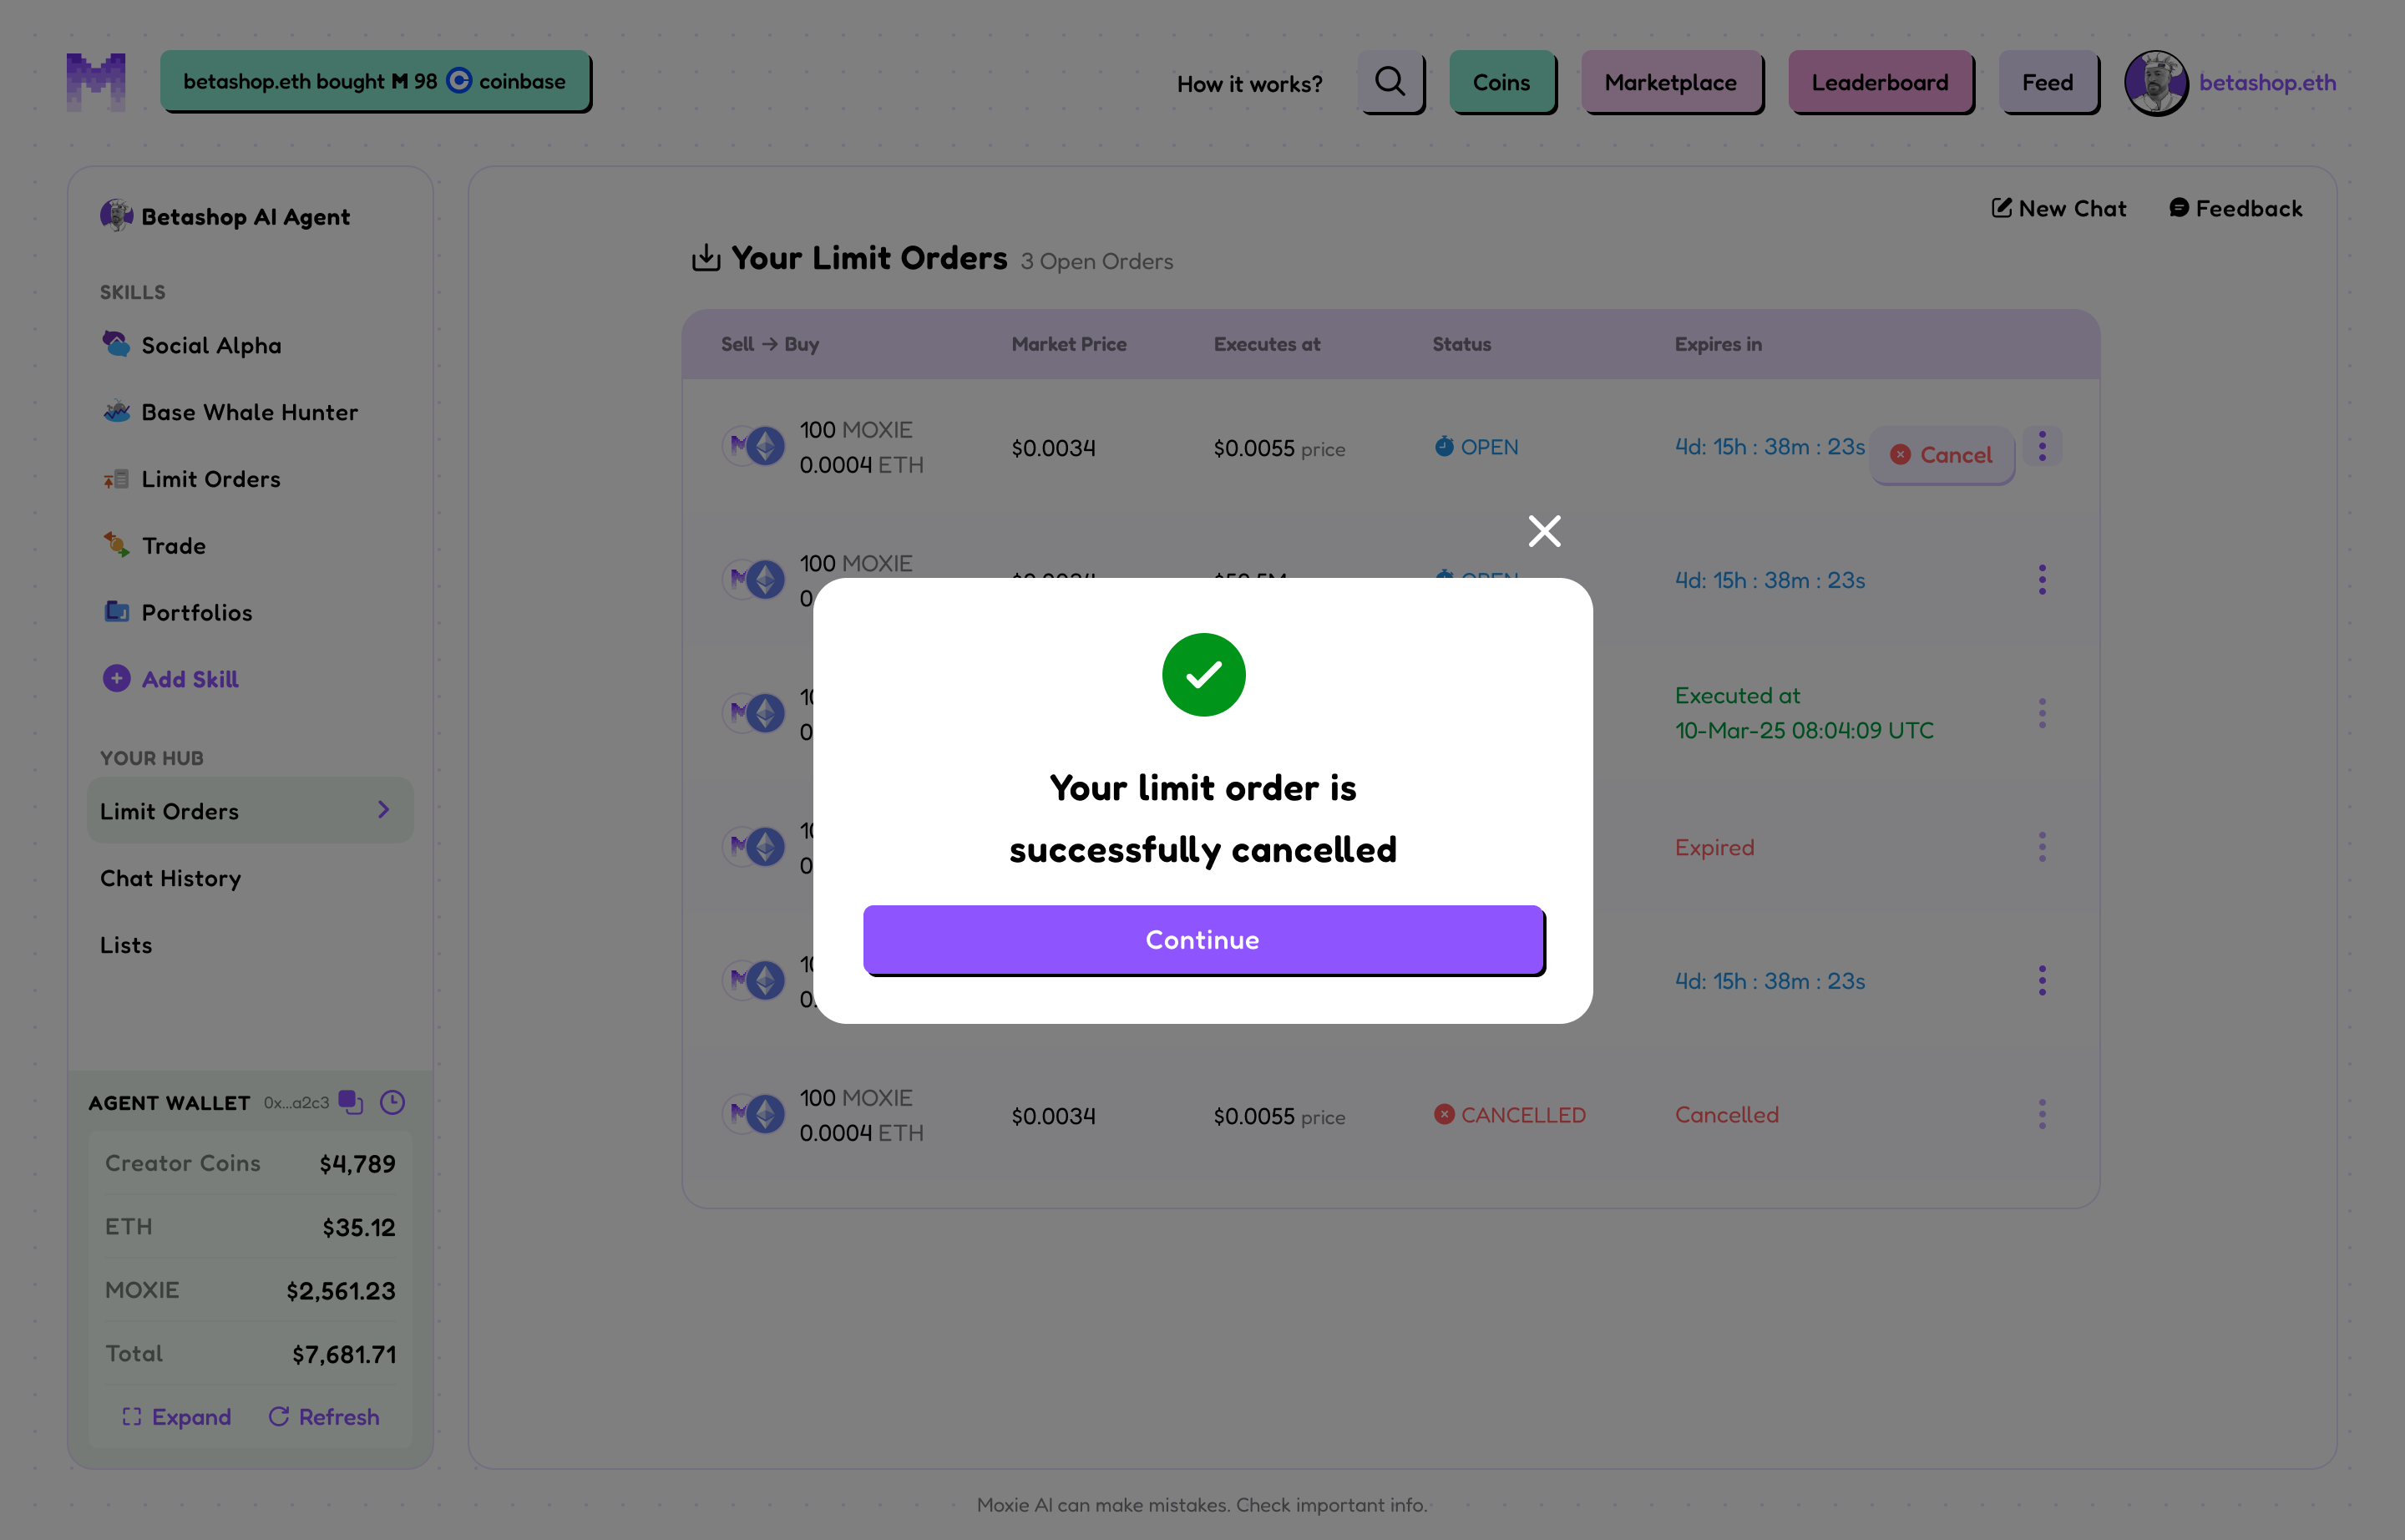 betashop.eth bought M 98 coinbase
How it works?
Coins
Marketplace
Leaderboard
Feed
betashop.eth
Betashop AI Agent
SKILLS
Social Alpha
Base Whale Hunter
Limit Orders
Trade
Portfolios
Add Skill
YOUR HUB
Limit Orders
Chat History
Lists
AGENT WALLET 0x...a2c3
Creator Coins $4,789
ETH $35.12
MOXIE $2,561.23
Total $7,681.71
Expand Refresh
New Chat Feedback
Your Limit Orders 3 Open Orders
Sell → Buy Market Price Executes at Status Expires in
100 MOXIE
0.0004 ETH
$0.0034 $0.0055 price OPEN 4d: 15h : 38m : 23s Cancel
100 MOXIE
4d: 15h : 38m : 23s
Executed at
10-Mar-25 08:04:09 UTC
Expired
4d: 15h : 38m : 23s
100 MOXIE
0.0004 ETH
$0.0034 $0.0055 price CANCELLED Cancelled
Your limit order is
successfully cancelled
Continue
Moxie AI can make mistakes. Check important info.